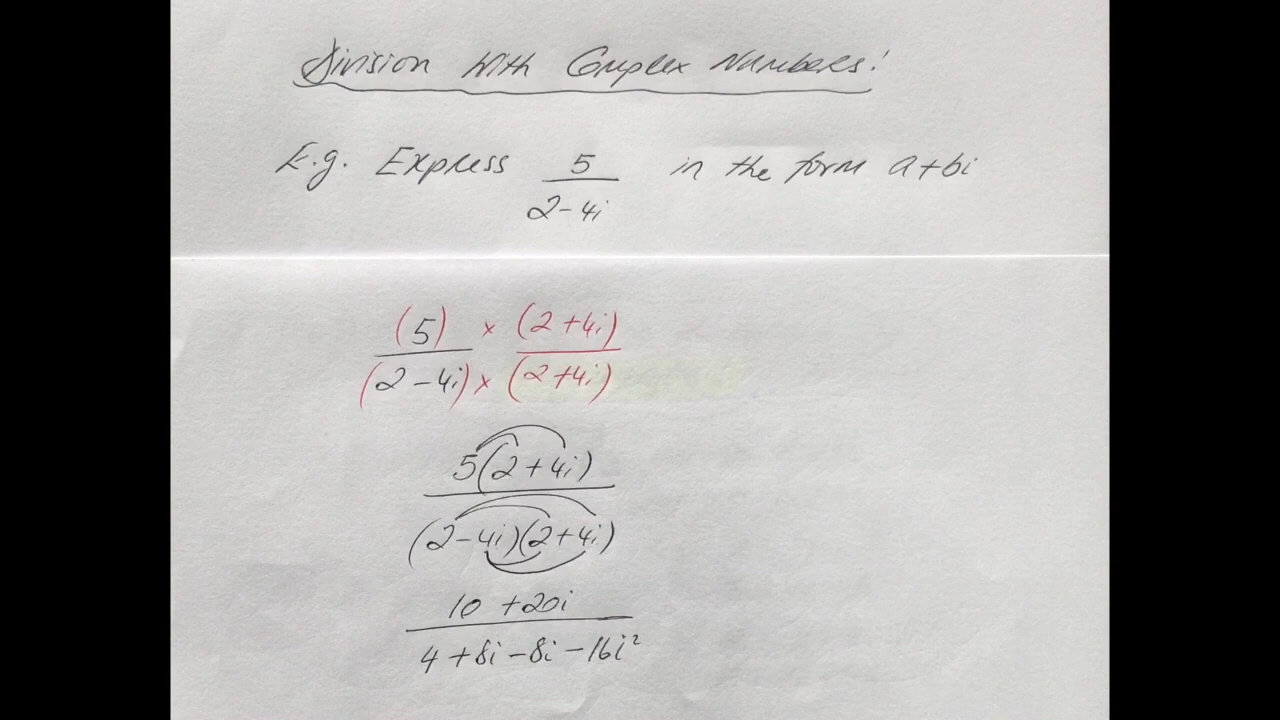 Division with Complex Numbers!
E.g. Express 5/(2-4i) in the form a+bi
(5) × (2+4i)
(2-4i) × (2+4i)
5(2+4i)
(2-4i)(2+4i)
10 +20i
4+8i-8i-16i²